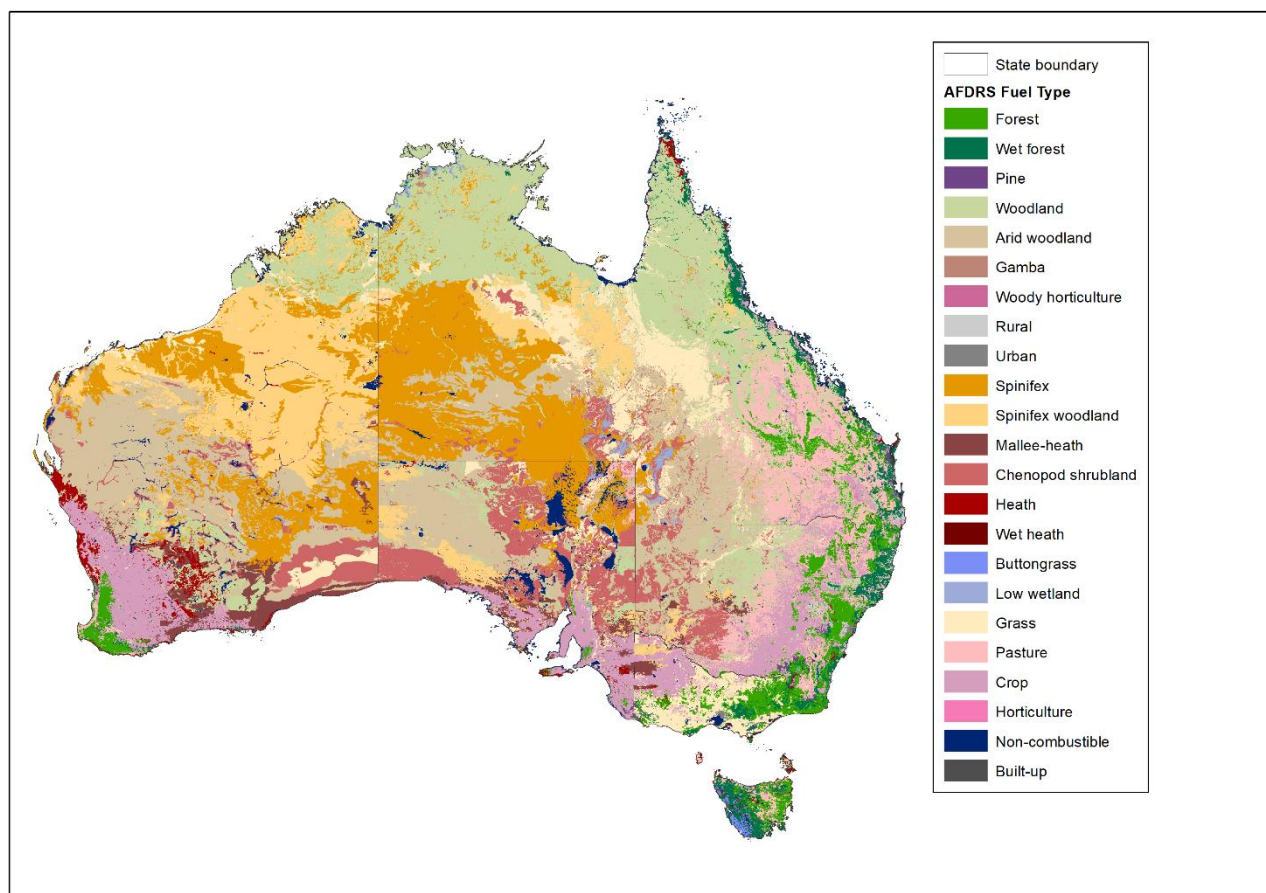 State boundary
AFDRS Fuel Type
Forest
Wet forest
Pine
Woodland
Arid woodland
Gamba
Woody horticulture
Rural
Urban
Spinifex
Spinifex woodland
Mallee-heath
Chenopod shrubland
Heath
Wet heath
Buttongrass
Low wetland
Grass
Pasture
Crop
Horticulture
Non-combustible
Built-up